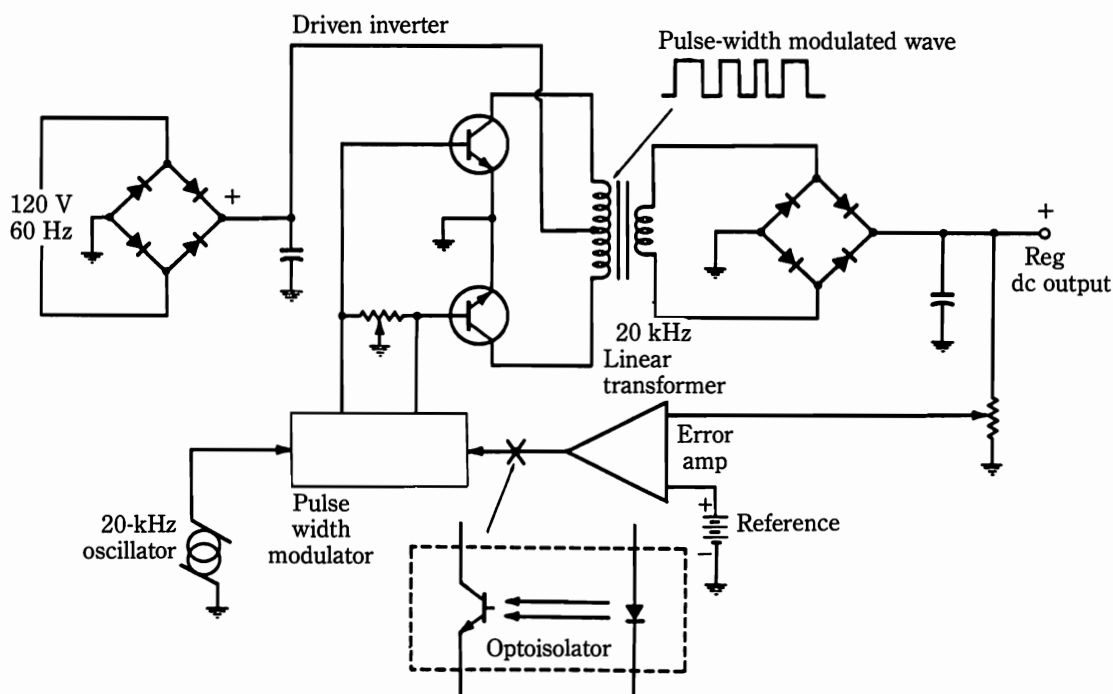 Driven inverter
Pulse-width modulated wave
120 V
60 Hz
+
+
Reg
dc output
20 kHz
Linear
transformer
Error
amp
Pulse
width
modulator
20-kHz
oscillator
+
Reference
−
Optoisolator